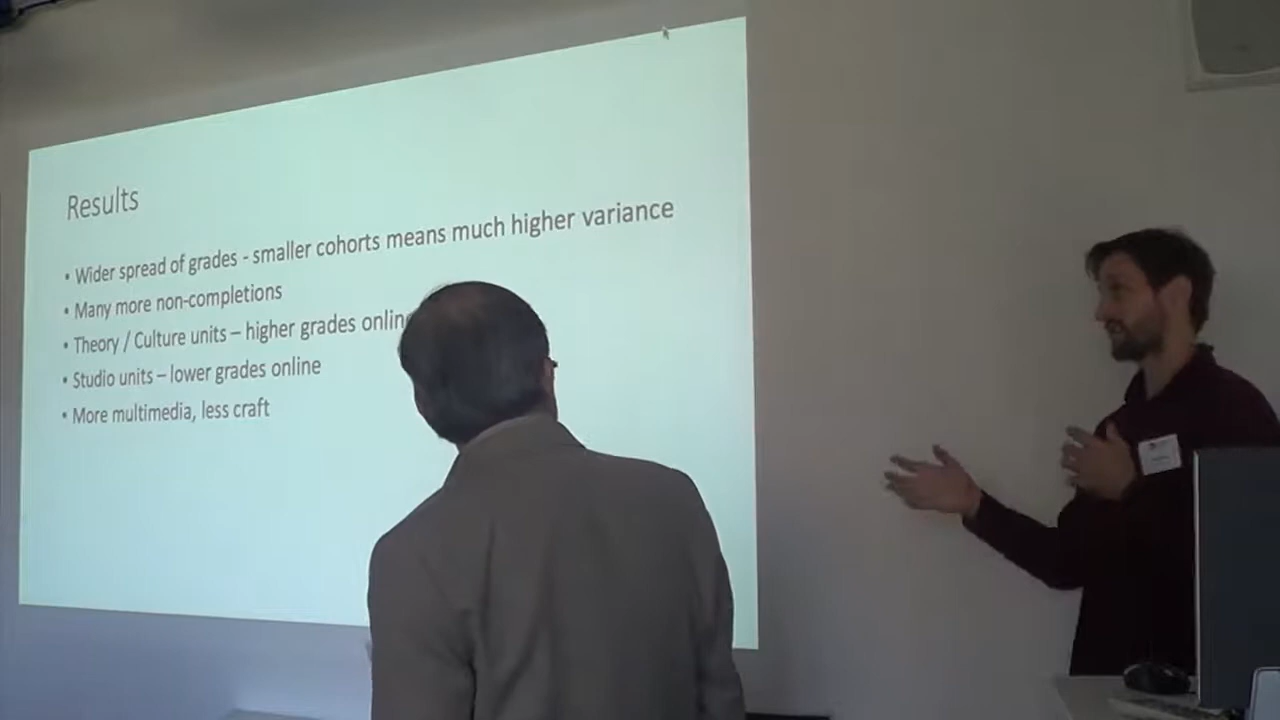 Results
• Wider spread of grades - smaller cohorts means much higher variance
• Many more non-completions
• Theory / Culture units – higher grades online
• Studio units – lower grades online
• More multimedia, less craft